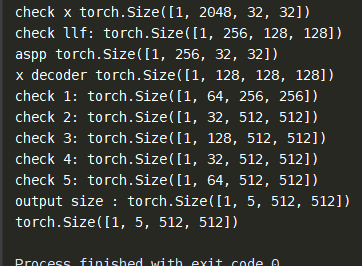 check x torch.Size([1, 2048, 32, 32])
check llf: torch.Size([1, 256, 128, 128])
aspp torch.Size([1, 256, 32, 32])
x decoder torch.Size([1, 128, 128, 128])
check 1: torch.Size([1, 64, 256, 256])
check 2: torch.Size([1, 32, 512, 512])
check 3: torch.Size([1, 128, 512, 512])
check 4: torch.Size([1, 32, 512, 512])
check 5: torch.Size([1, 64, 512, 512])
output size : torch.Size([1, 5, 512, 512])
torch.Size([1, 5, 512, 512])
Process finished with exit code 0